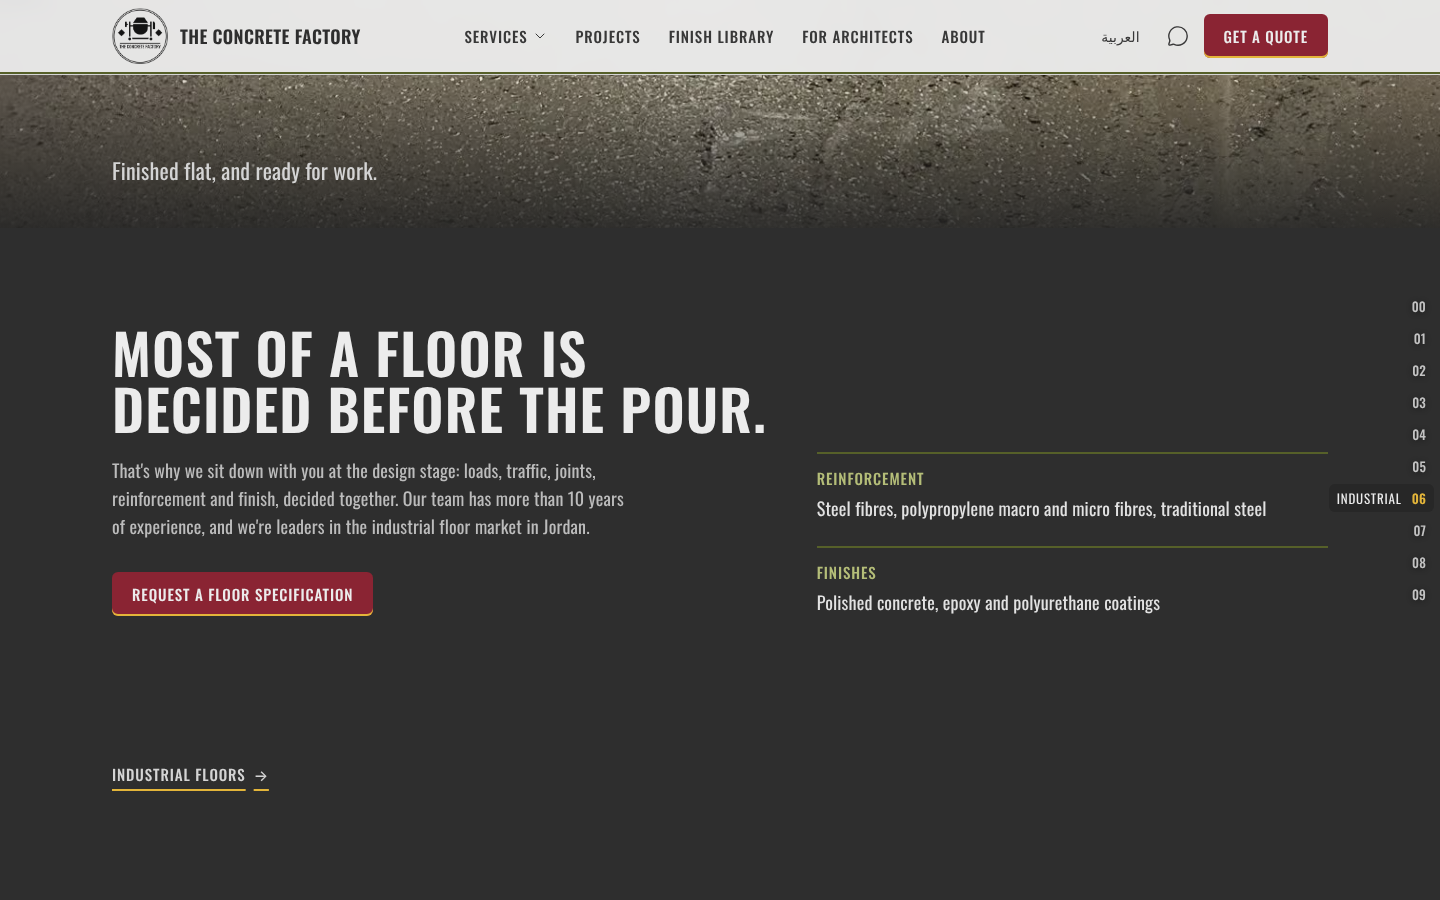 THE CONCRETE FACTORY
THE CONCRETE FACTORY
SERVICES
PROJECTS
FINISH LIBRARY
FOR ARCHITECTS
ABOUT
العربية
GET A QUOTE
Finished flat, and ready for work.
MOST OF A FLOOR IS
DECIDED BEFORE THE POUR.
That's why we sit down with you at the design stage: loads, traffic, joints,
reinforcement and finish, decided together. Our team has more than 10 years
of experience, and we're leaders in the industrial floor market in Jordan.
REQUEST A FLOOR SPECIFICATION
REINFORCEMENT
Steel fibres, polypropylene macro and micro fibres, traditional steel
FINISHES
Polished concrete, epoxy and polyurethane coatings
00
01
02
03
04
05
INDUSTRIAL 06
07
08
09
INDUSTRIAL FLOORS →